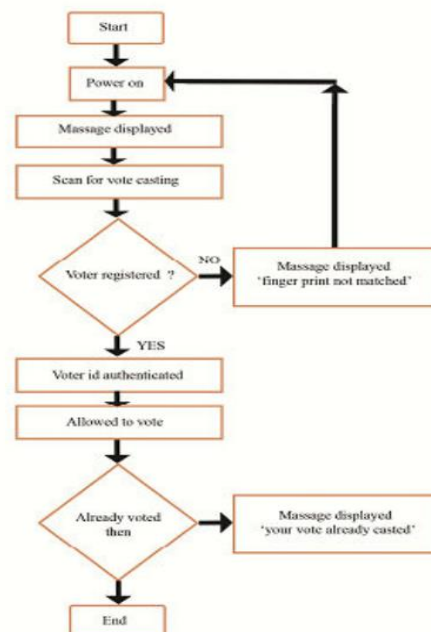 Start
Power on
Massage displayed
Scan for vote casting
Voter registered ?
NO
Massage displayed
'finger print not matched'
YES
Voter id authenticated
Allowed to vote
Already voted
then
Massage displayed
'your vote already casted'
End